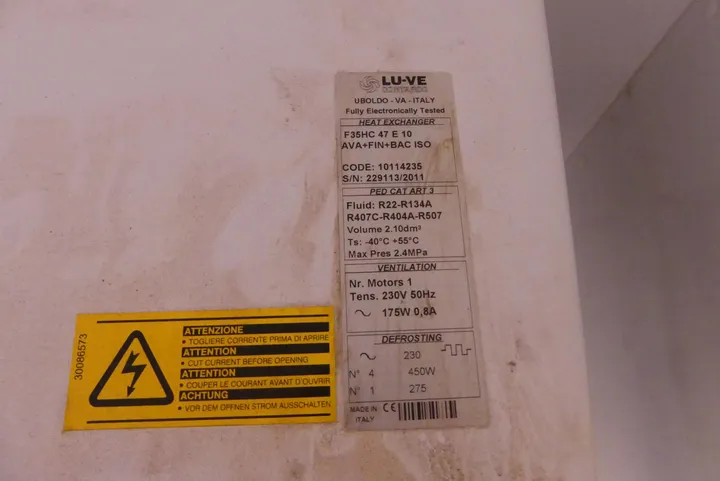 LU-VE
CONTARDO
UBOLDO - VA - ITALY
Fully Electronically Tested
HEAT EXCHANGER
F35HC 47 E 10
AVA+FIN+BAC ISO
CODE: 10114235
S/N: 229113/2011
PED CAT ART 3
Fluid: R22-R134A
R407C-R404A-R507
Volume 2.10dm³
Ts: -40°C +55°C
Max Pres 2.4MPa
VENTILATION
Nr. Motors 1
Tens. 230V 50Hz
~ 175W 0,8A
DEFROSTING
~ 230
N° 4 450W
N° 1 275
MADE IN
ITALY
CE
30086573
ATTENZIONE
• TOGLIERE CORRENTE PRIMA DI APRIRE
ATTENTION
• CUT CURRENT BEFORE OPENING
ATTENTION
• COUPER LE COURANT AVANT D'OUVRIR
ACHTUNG
• VOR DEM ÖFFNEN STROM AUSSCHALTEN